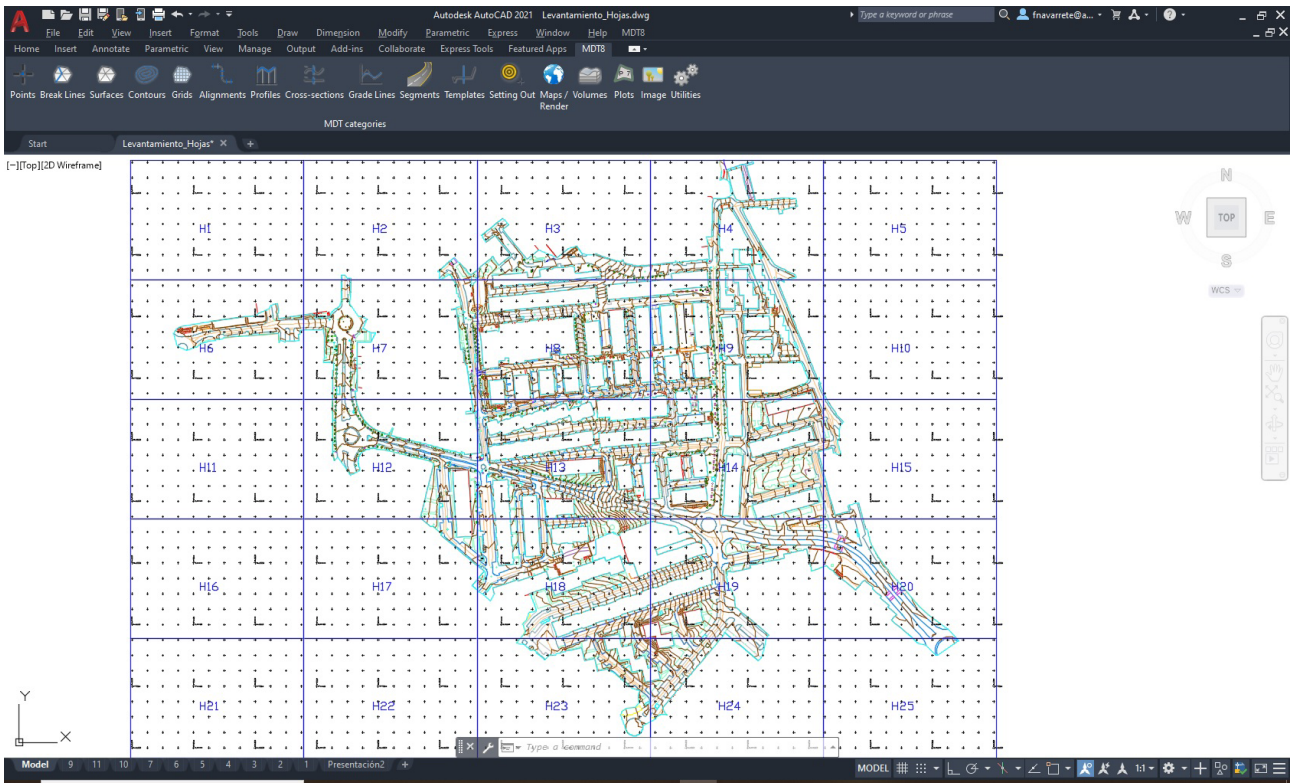 A Autodesk AutoCAD 2021 Levantamiento_Hojas.dwg Type a keyword or phrase fnavarrete@a...
File Edit View Insert Format Tools Draw Dimension Modify Parametric Express Window Help MDT8
Home Insert Annotate Parametric View Manage Output Add-ins Collaborate Express Tools Featured Apps MDT8
Points Break Lines Surfaces Contours Grids Alignments Profiles Cross-sections Grade Lines Segments Templates Setting Out Maps / Render Volumes Plots Image Utilities
MDT categories
Start Levantamiento_Hojas* +
[−][Top][2D Wireframe]
N
W TOP E
S
WCS
H1 H2 H3 H4 H5
H6 H7 H8 H9 H10
H11 H12 H13 H14 H15
H16 H17 H18 H19 H20
H21 H22 H23 H24 H25
Y
X
Type a command
Model 9 11 10 7 6 5 4 3 2 1 Presentación2 + MODEL 1:1